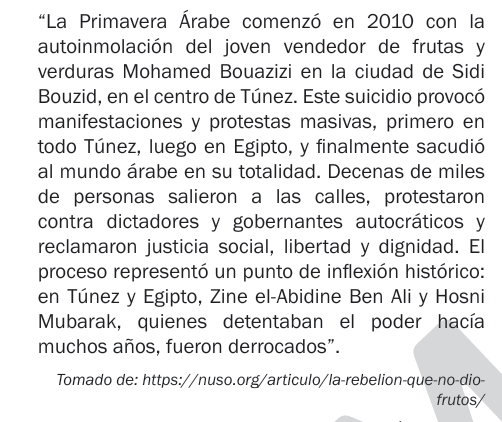 “La Primavera Árabe comenzó en 2010 con la
autoinmolación del joven vendedor de frutas y
verduras Mohamed Bouazizi en la ciudad de Sidi
Bouzid, en el centro de Túnez. Este suicidio provocó
manifestaciones y protestas masivas, primero en
todo Túnez, luego en Egipto, y finalmente sacudió
al mundo árabe en su totalidad. Decenas de miles
de personas salieron a las calles, protestaron
contra dictadores y gobernantes autocráticos y
reclamaron justicia social, libertad y dignidad. El
proceso representó un punto de inflexión histórico:
en Túnez y Egipto, Zine el-Abidine Ben Ali y Hosni
Mubarak, quienes detentaban el poder hacía
muchos años, fueron derrocados”.
Tomado de: https://nuso.org/articulo/la-rebelion-que-no-dio-
frutos/